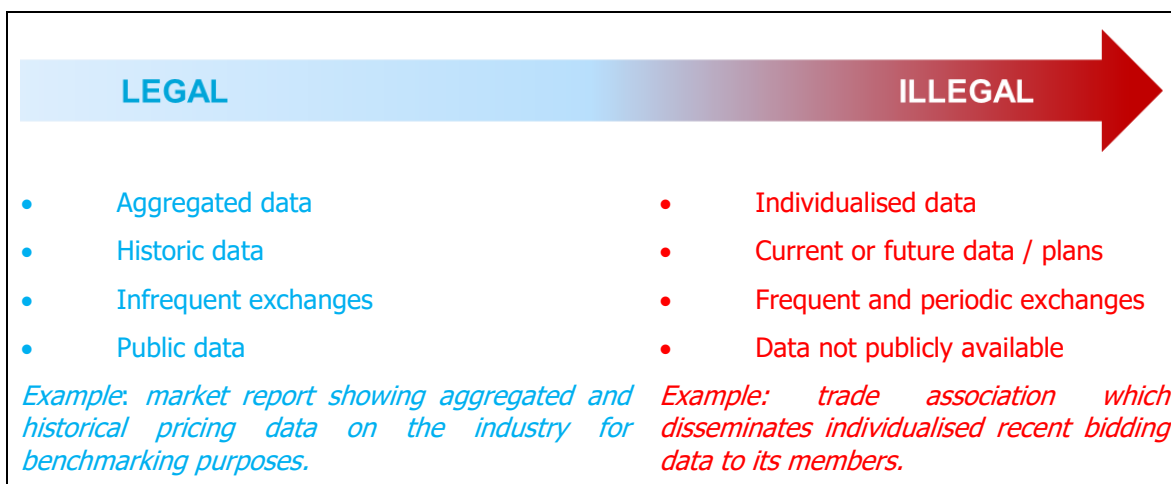 LEGAL
ILLEGAL
• Aggregated data
• Historic data
• Infrequent exchanges
• Public data
Example: market report showing aggregated and
historical pricing data on the industry for
benchmarking purposes.
• Individualised data
• Current or future data / plans
• Frequent and periodic exchanges
• Data not publicly available
Example: trade association which
disseminates individualised recent bidding
data to its members.